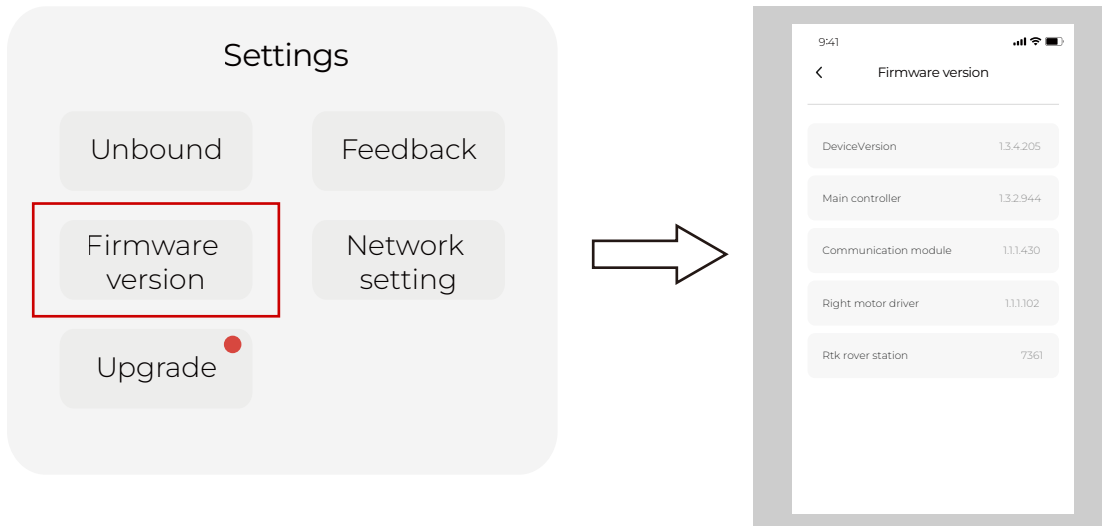 Settings
Unbound
Feedback
Firmware
version
Network
setting
Upgrade
9:41
Firmware version
DeviceVersion 1.3.4.205
Main controller 1.3.2.944
Communication module 1.1.1.430
Right motor driver 1.1.1.102
Rtk rover station 7361